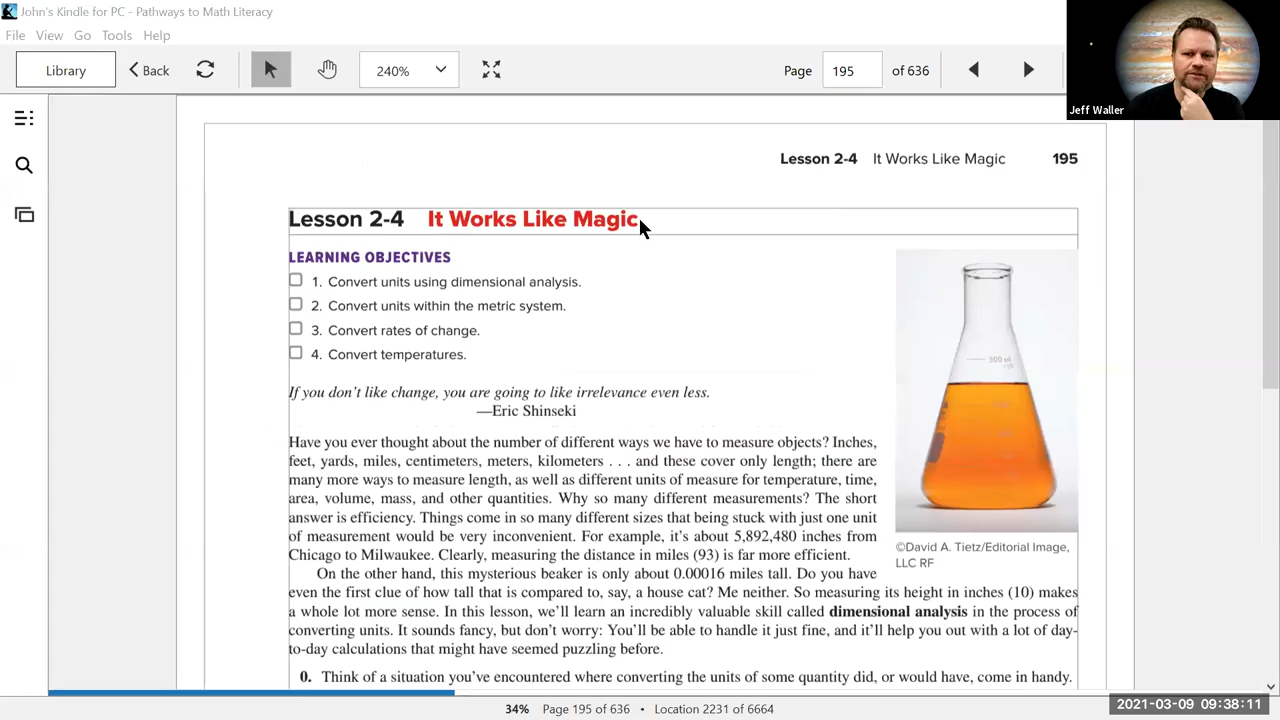 John's Kindle for PC - Pathways to Math Literacy
File View Go Tools Help
Library Back 240% Page 195 of 636
Jeff Waller
Lesson 2-4 It Works Like Magic 195
Lesson 2-4 It Works Like Magic
LEARNING OBJECTIVES
1. Convert units using dimensional analysis.
2. Convert units within the metric system.
3. Convert rates of change.
4. Convert temperatures.
If you don't like change, you are going to like irrelevance even less.
—Eric Shinseki
Have you ever thought about the number of different ways we have to measure objects? Inches,
feet, yards, miles, centimeters, meters, kilometers . . . and these cover only length; there are
many more ways to measure length, as well as different units of measure for temperature, time,
area, volume, mass, and other quantities. Why so many different measurements? The short
answer is efficiency. Things come in so many different sizes that being stuck with just one unit
of measurement would be very inconvenient. For example, it's about 5,892,480 inches from
Chicago to Milwaukee. Clearly, measuring the distance in miles (93) is far more efficient.
500 ml
©David A. Tietz/Editorial Image,
LLC RF
On the other hand, this mysterious beaker is only about 0.00016 miles tall. Do you have
even the first clue of how tall that is compared to, say, a house cat? Me neither. So measuring its height in inches (10) makes
a whole lot more sense. In this lesson, we'll learn an incredibly valuable skill called dimensional analysis in the process of
converting units. It sounds fancy, but don't worry: You'll be able to handle it just fine, and it'll help you out with a lot of day-
to-day calculations that might have seemed puzzling before.
0. Think of a situation you've encountered where converting the units of some quantity did, or would have, come in handy.
34% Page 195 of 636 • Location 2231 of 6664
2021-03-09 09:38:11